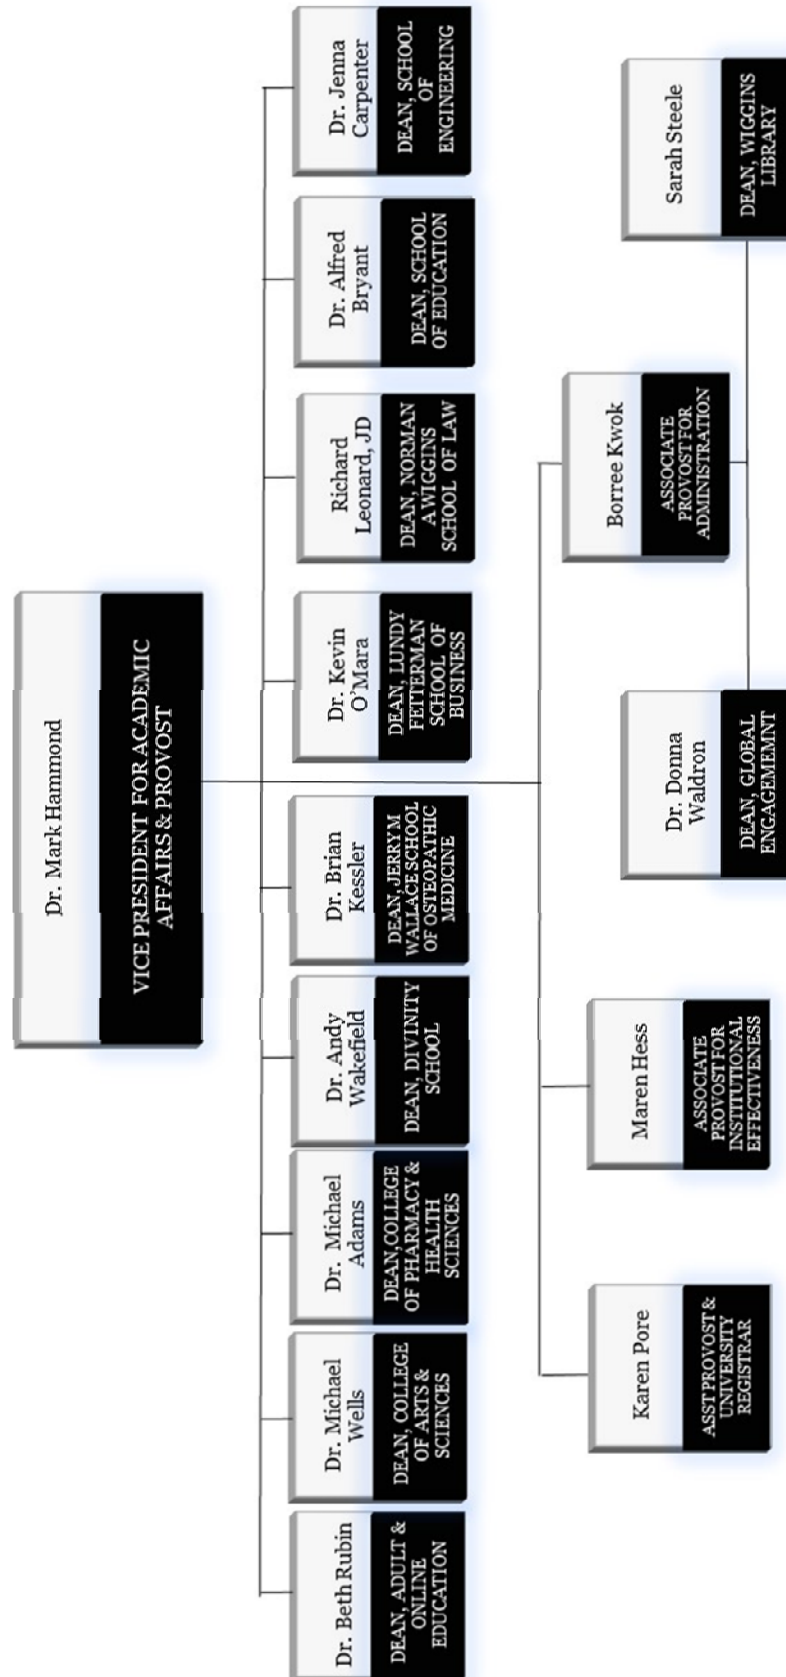 Dr. Mark Hammond
VICE PRESIDENT FOR ACADEMIC
AFFAIRS & PROVOST
Dr. Beth Rubin
DEAN, ADULT &
ONLINE
EDUCATION
Dr. Michael
Wells
DEAN, COLLEGE
OF ARTS &
SCIENCES
Dr. Michael
Adams
DEAN,COLLEGE
OF PHARMACY &
HEALTH
SCIENCES
Dr. Andy
Wakefield
DEAN, DIVINITY
SCHOOL
Dr. Brian
Kessler
DEAN, JERRY M
WALLACE SCHOOL
OF OSTEOPATHIC
MEDICINE
Dr. Kevin
O'Mara
DEAN, LUNDY
FETTERMAN
SCHOOL OF
BUSINESS
Richard
Leonard, JD
DEAN, NORMAN
A WIGGINS
SCHOOL OF LAW
Dr. Alfred
Bryant
DEAN, SCHOOL
OF EDUCATION
Dr. Jenna
Carpenter
DEAN, SCHOOL
OF
ENGINEERING
Karen Pore
ASST PROVOST &
UNIVERSITY
REGISTRAR
Maren Hess
ASSOCIATE
PROVOST FOR
INSTITUTIONAL
EFFECTIVENESS
Borree Kwok
ASSOCIATE
PROVOST FOR
ADMINISTRATION
Dr. Donna
Waldron
DEAN, GLOBAL
ENGAGEMEMNT
Sarah Steele
DEAN, WIGGINS
LIBRARY